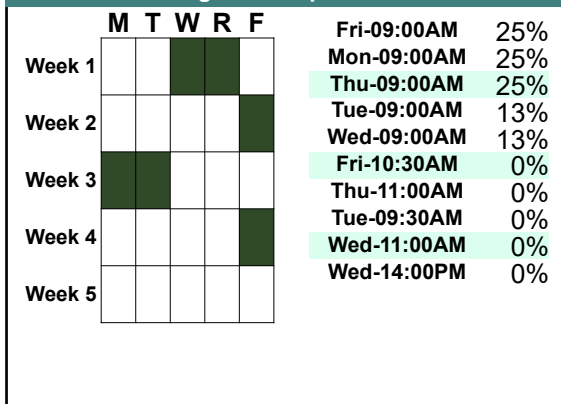 M T W R F
Week 1
Week 2
Week 3
Week 4
Week 5
Fri-09:00AM 25%
Mon-09:00AM 25%
Thu-09:00AM 25%
Tue-09:00AM 13%
Wed-09:00AM 13%
Fri-10:30AM 0%
Thu-11:00AM 0%
Tue-09:30AM 0%
Wed-11:00AM 0%
Wed-14:00PM 0%